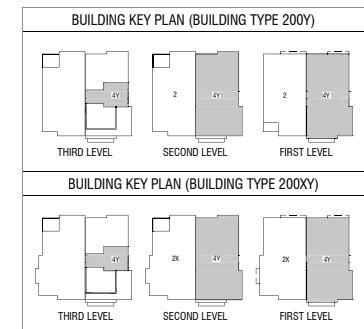 BUILDING KEY PLAN (BUILDING TYPE 200Y)
4Y 2 4Y 2 4Y
THIRD LEVEL SECOND LEVEL FIRST LEVEL
BUILDING KEY PLAN (BUILDING TYPE 200XY)
4Y 2X 4Y 2X 4Y
THIRD LEVEL SECOND LEVEL FIRST LEVEL